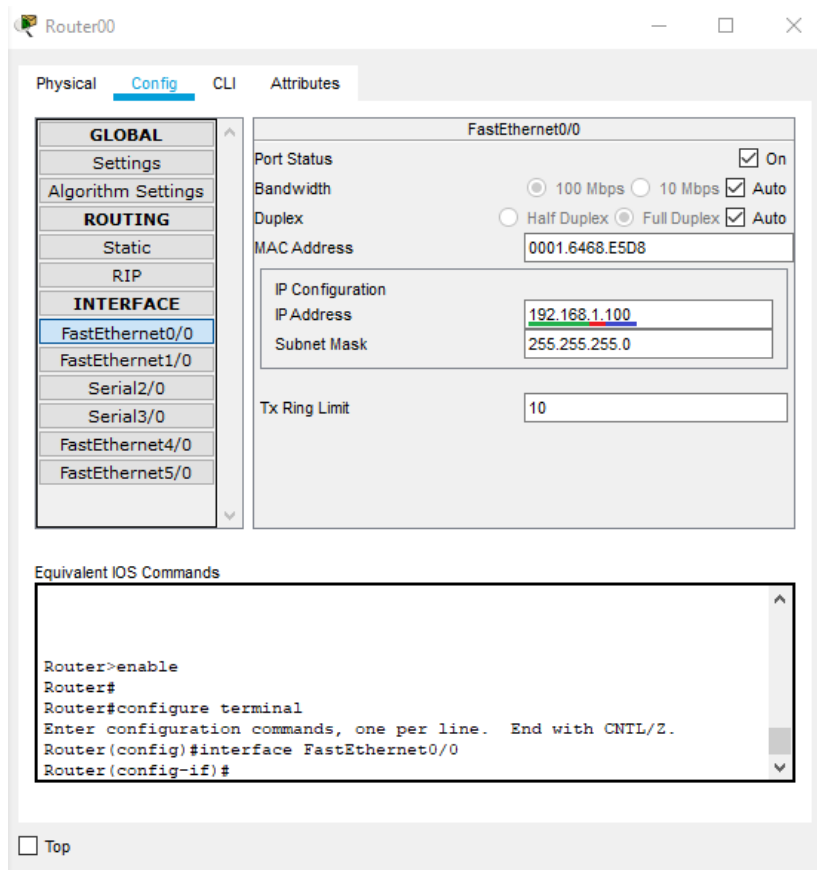 Router00
Physical Config CLI Attributes
GLOBAL
Settings
Algorithm Settings
ROUTING
Static
RIP
INTERFACE
FastEthernet0/0
FastEthernet1/0
Serial2/0
Serial3/0
FastEthernet4/0
FastEthernet5/0
FastEthernet0/0
Port Status On
Bandwidth 100 Mbps 10 Mbps Auto
Duplex Half Duplex Full Duplex Auto
MAC Address 0001.6468.E5D8
IP Configuration
IP Address 192.168.1.100
Subnet Mask 255.255.255.0
Tx Ring Limit 10
Equivalent IOS Commands
Router>enable
Router#
Router#configure terminal
Enter configuration commands, one per line. End with CNTL/Z.
Router(config)#interface FastEthernet0/0
Router(config-if)#
Top